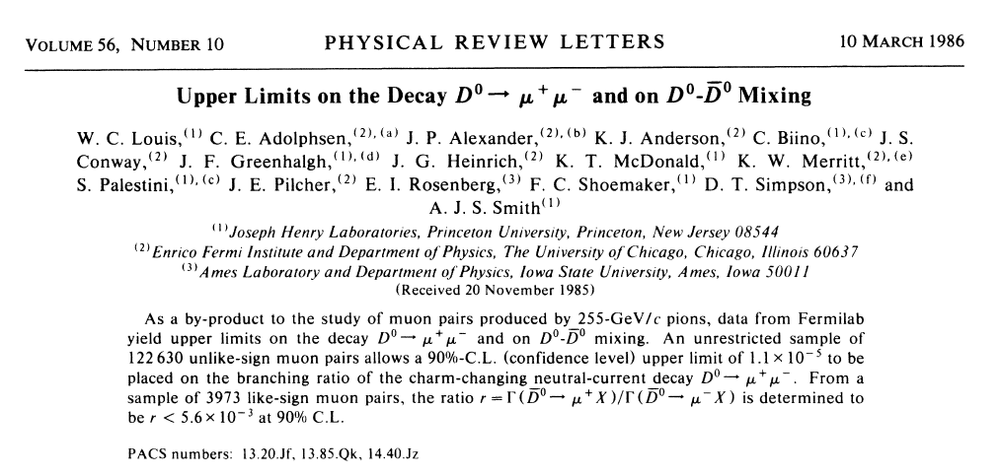 VOLUME 56, NUMBER 10 PHYSICAL REVIEW LETTERS 10 MARCH 1986
Upper Limits on the Decay D⁰→ μ⁺μ⁻ and on D⁰-D̅⁰ Mixing
W. C. Louis,⁽¹⁾ C. E. Adolphsen,⁽²⁾,⁽ᵃ⁾ J. P. Alexander,⁽²⁾,⁽ᵇ⁾ K. J. Anderson,⁽²⁾ C. Biino,⁽¹⁾,⁽ᶜ⁾ J. S.
Conway,⁽²⁾ J. F. Greenhalgh,⁽¹⁾,⁽ᵈ⁾ J. G. Heinrich,⁽²⁾ K. T. McDonald,⁽¹⁾ K. W. Merritt,⁽²⁾,⁽ᵉ⁾
S. Palestini,⁽¹⁾,⁽ᶜ⁾ J. E. Pilcher,⁽²⁾ E. I. Rosenberg,⁽³⁾ F. C. Shoemaker,⁽¹⁾ D. T. Simpson,⁽³⁾,⁽ᶠ⁾ and
A. J. S. Smith⁽¹⁾
⁽¹⁾Joseph Henry Laboratories, Princeton University, Princeton, New Jersey 08544
⁽²⁾Enrico Fermi Institute and Department of Physics, The University of Chicago, Chicago, Illinois 60637
⁽³⁾Ames Laboratory and Department of Physics, Iowa State University, Ames, Iowa 50011
(Received 20 November 1985)
As a by-product to the study of muon pairs produced by 255-GeV/c pions, data from Fermilab
yield upper limits on the decay D⁰→ μ⁺μ⁻ and on D⁰-D̅⁰ mixing. An unrestricted sample of
122 630 unlike-sign muon pairs allows a 90%-C.L. (confidence level) upper limit of 1.1×10⁻⁵ to be
placed on the branching ratio of the charm-changing neutral-current decay D⁰→ μ⁺μ⁻. From a
sample of 3973 like-sign muon pairs, the ratio r = Γ(D̅⁰→ μ⁺X)/Γ(D̅⁰→ μ⁻X) is determined to
be r < 5.6×10⁻³ at 90% C.L.
PACS numbers: 13.20.Jf, 13.85.Qk, 14.40.Jz